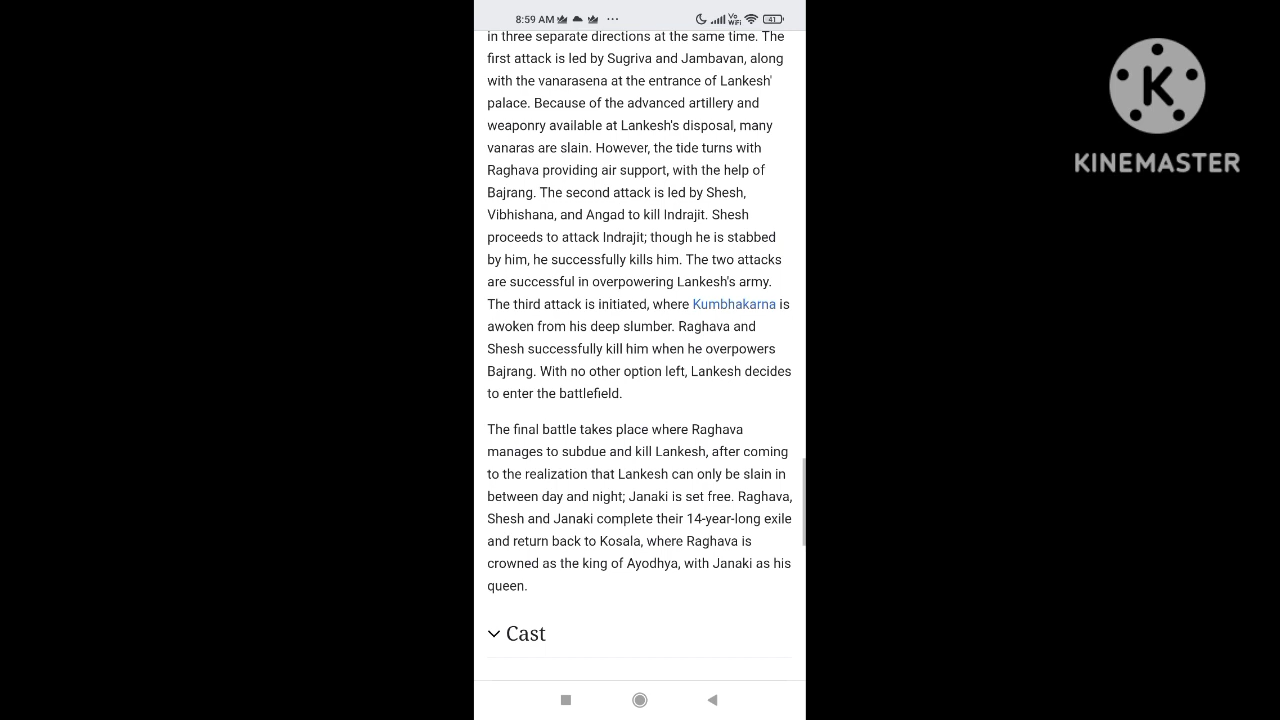 8:59 AM
Vo
WiFi
41
in three separate directions at the same time. The
first attack is led by Sugriva and Jambavan, along
with the vanarasena at the entrance of Lankesh'
palace. Because of the advanced artillery and
weaponry available at Lankesh's disposal, many
vanaras are slain. However, the tide turns with
Raghava providing air support, with the help of
Bajrang. The second attack is led by Shesh,
Vibhishana, and Angad to kill Indrajit. Shesh
proceeds to attack Indrajit; though he is stabbed
by him, he successfully kills him. The two attacks
are successful in overpowering Lankesh's army.
The third attack is initiated, where Kumbhakarna is
awoken from his deep slumber. Raghava and
Shesh successfully kill him when he overpowers
Bajrang. With no other option left, Lankesh decides
to enter the battlefield.
The final battle takes place where Raghava
manages to subdue and kill Lankesh, after coming
to the realization that Lankesh can only be slain in
between day and night; Janaki is set free. Raghava,
Shesh and Janaki complete their 14-year-long exile
and return back to Kosala, where Raghava is
crowned as the king of Ayodhya, with Janaki as his
queen.
Cast
K
KINEMASTER